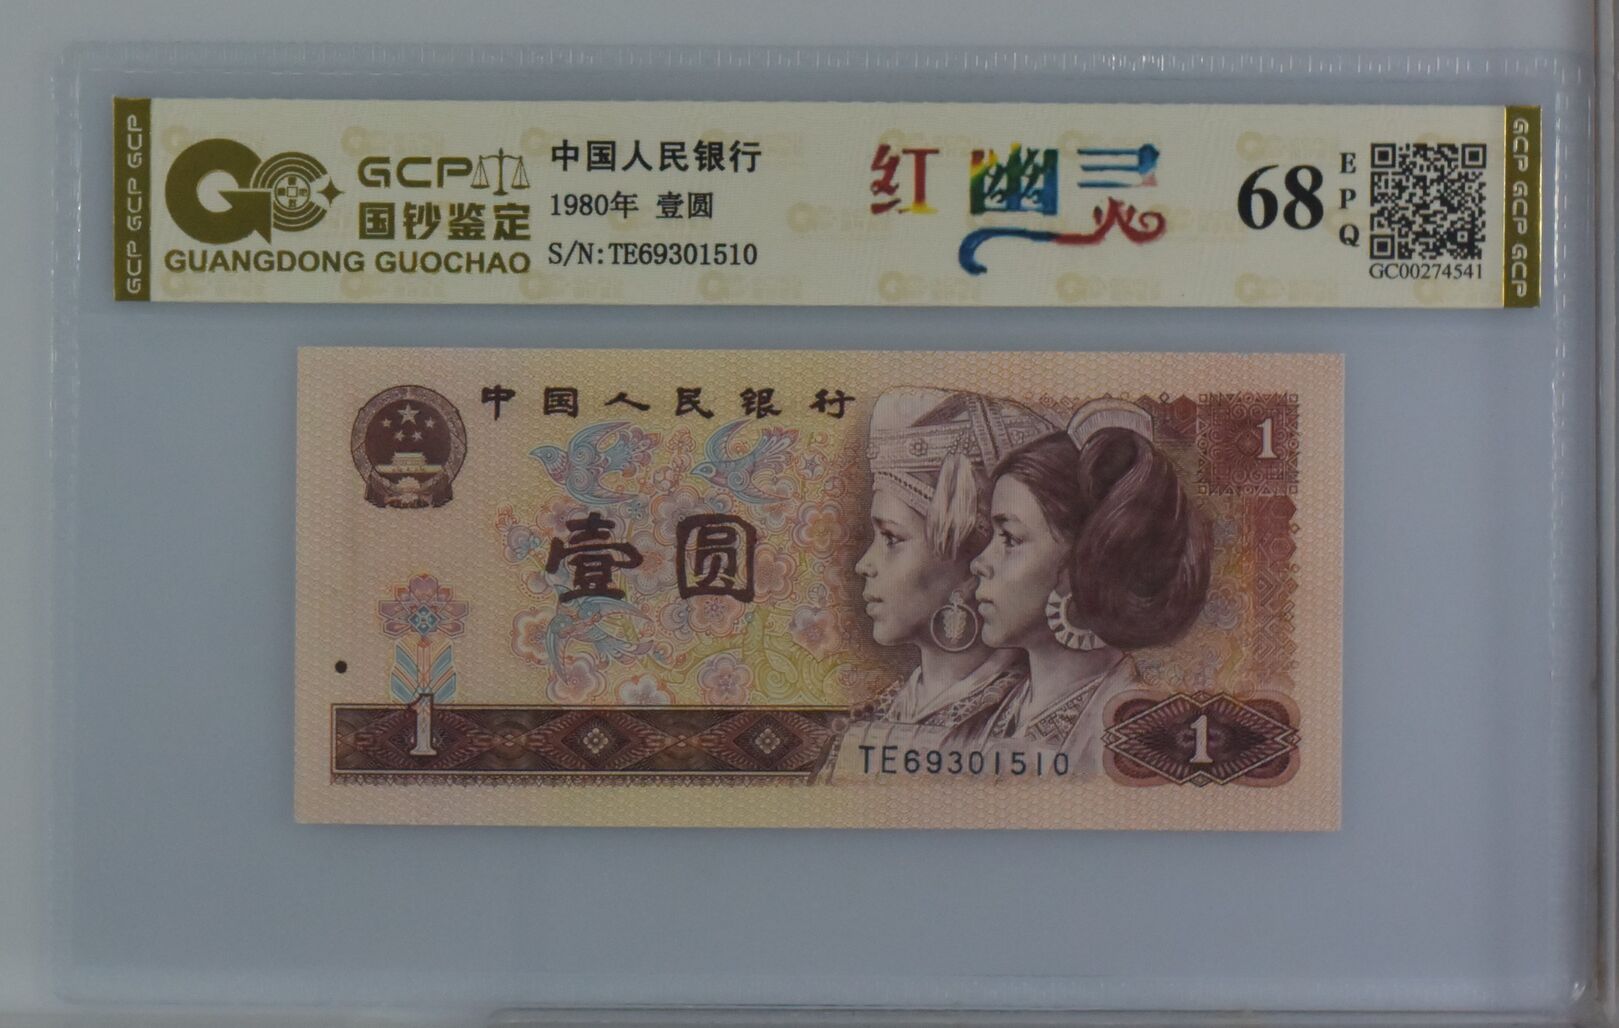 GCP GCP GCP
GCP
国钞鉴定
GUANGDONG GUOCHAO
中国人民银行
1980年 壹圆
S/N:TE69301510
红幽灵
68
EPQ
GC00274541
GCP GCP GCP
中国人民银行
1
壹圆
1
TE69301510
1